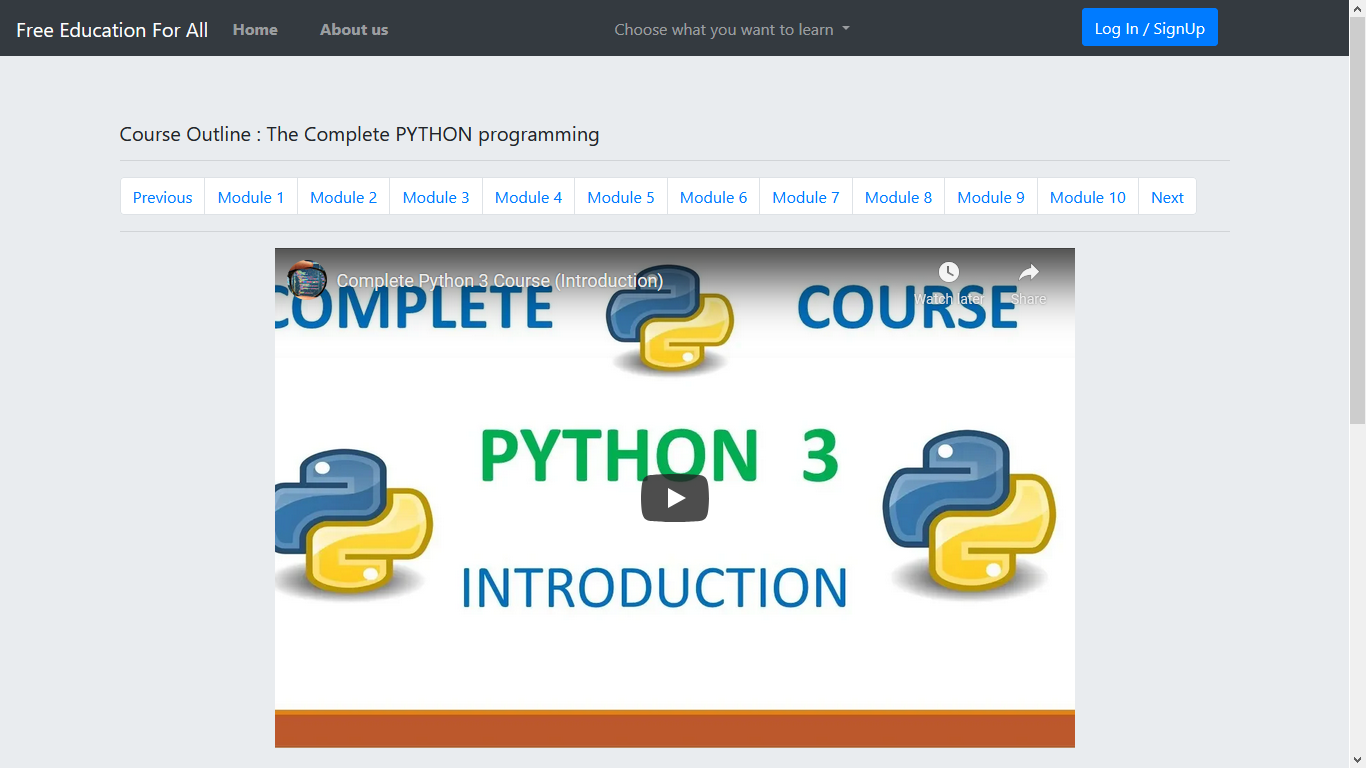 Free Education For All Home About us Choose what you want to learn Log In / SignUp
Course Outline : The Complete PYTHON programming
Previous Module 1 Module 2 Module 3 Module 4 Module 5 Module 6 Module 7 Module 8 Module 9 Module 10 Next
Complete Python 3 Course (Introduction)
Watch later Share
COMPLETE COURSE
PYTHON 3
INTRODUCTION